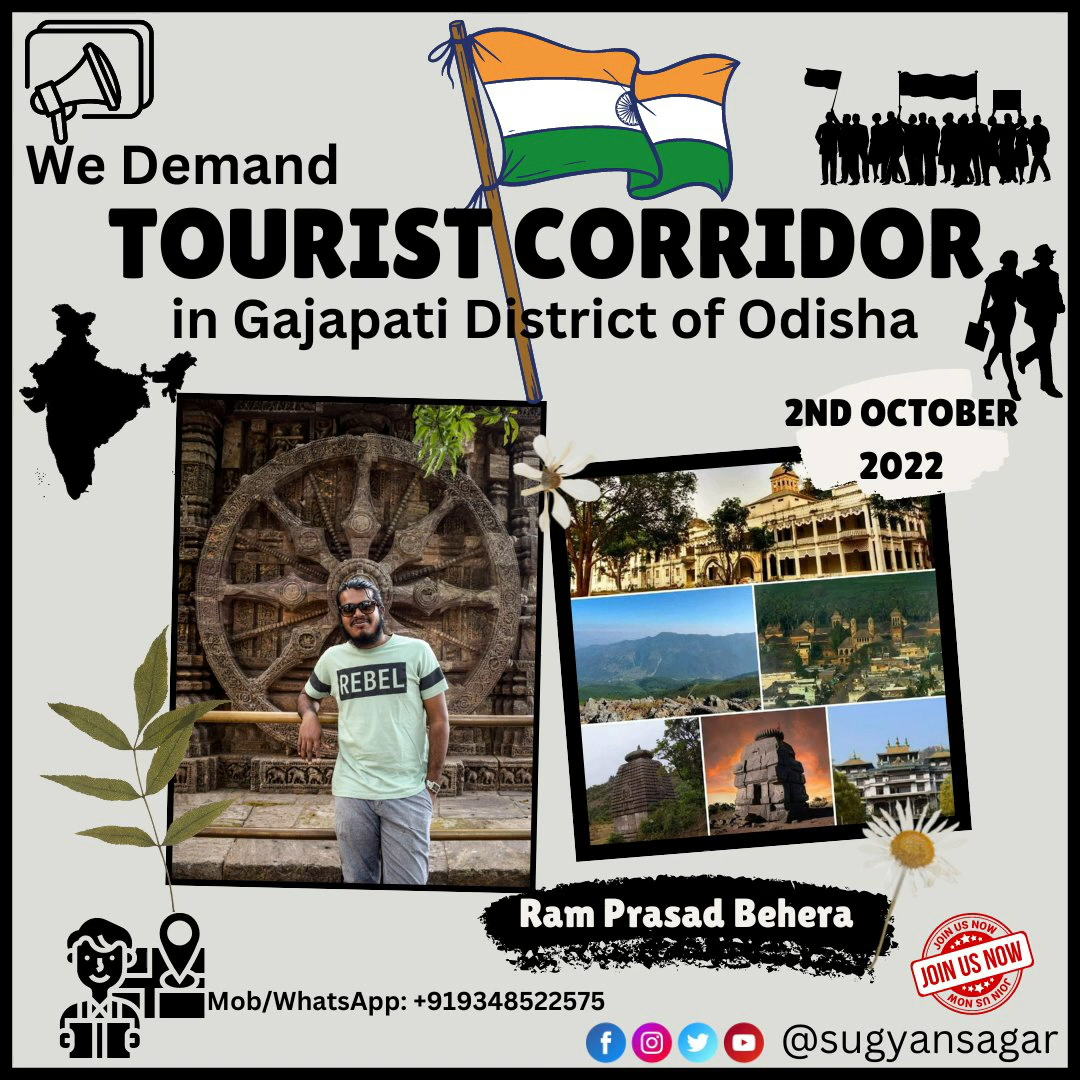 We Demand
TOURIST CORRIDOR
in Gajapati District of Odisha
2ND OCTOBER
2022
REBEL
Ram Prasad Behera
JOIN US NOW
JOIN US NOW
JOIN US NOW
Mob/WhatsApp: +919348522575
@sugyansagar